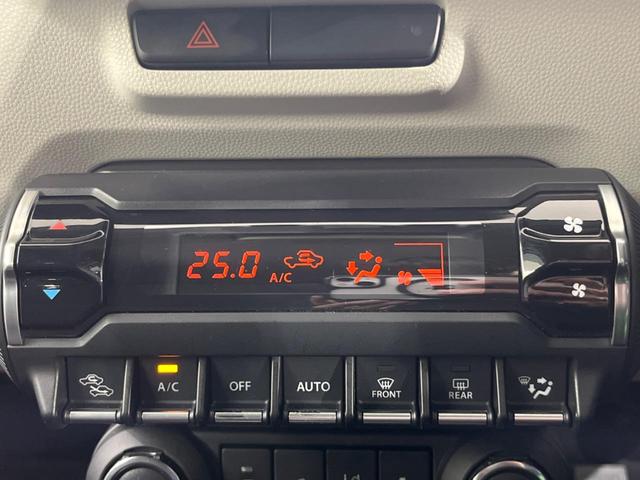 25.0 A/C
A/C OFF AUTO FRONT REAR